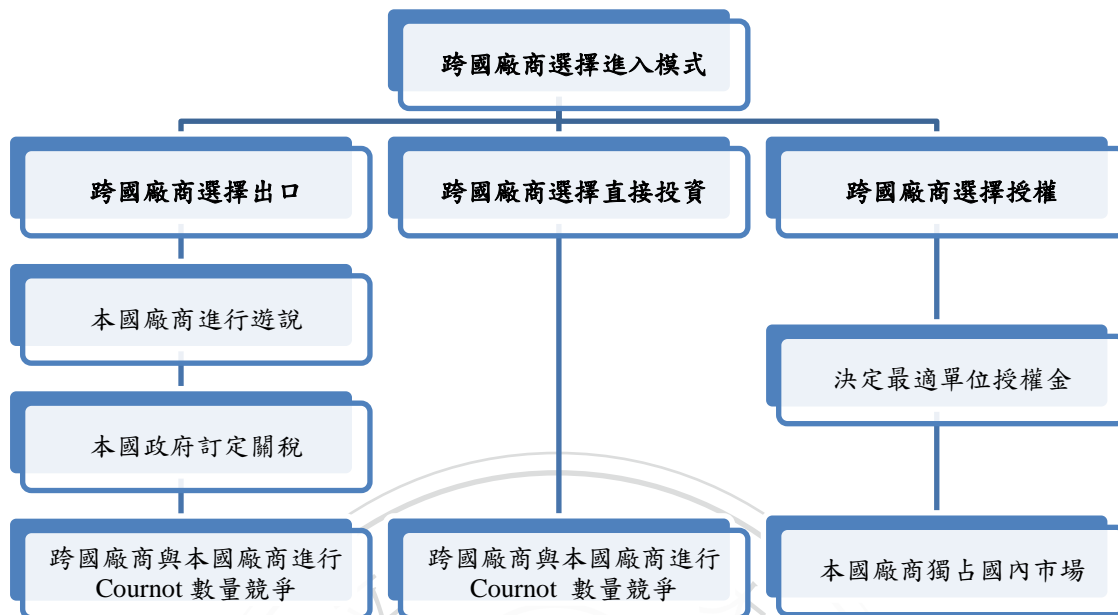 跨國廠商選擇進入模式
跨國廠商選擇出口
跨國廠商選擇直接投資
跨國廠商選擇授權
本國廠商進行遊說
決定最適單位授權金
本國政府訂定關稅
跨國廠商與本國廠商進行
Cournot 數量競爭
跨國廠商與本國廠商進行
Cournot 數量競爭
本國廠商獨占國內市場